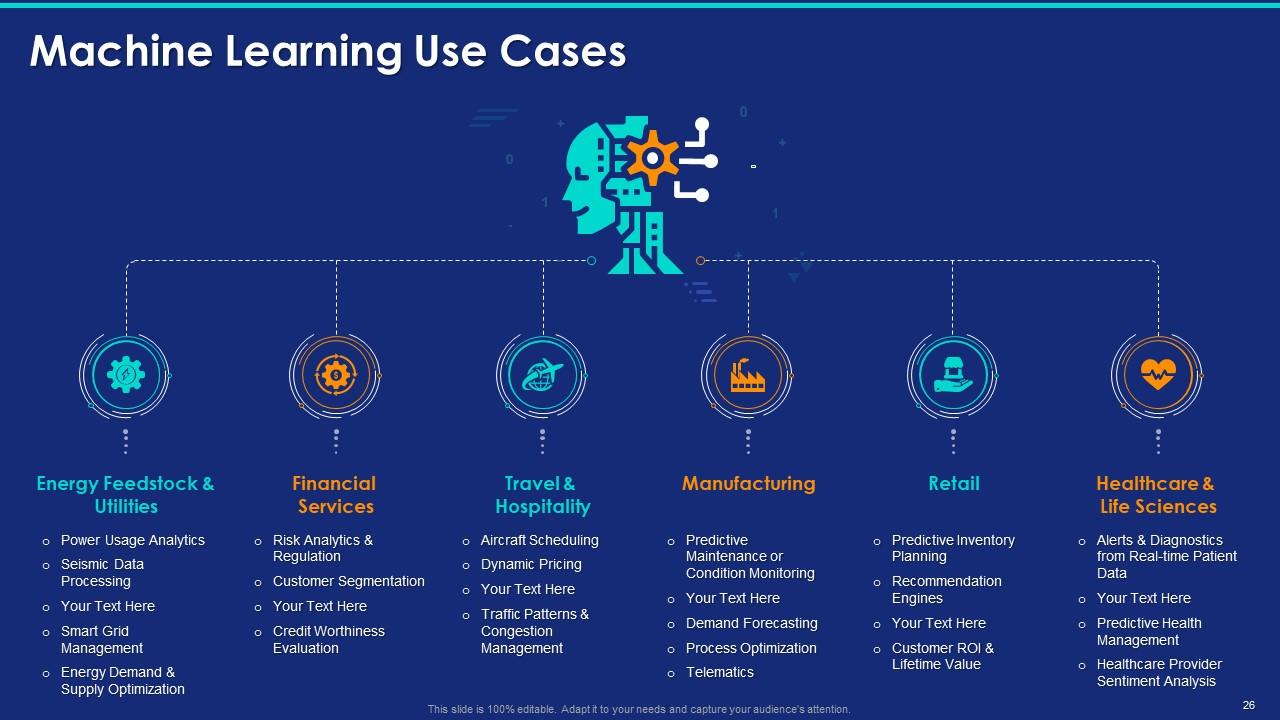 Machine Learning Use Cases
0
0
1
1
$
Energy Feedstock &
Utilities
o Power Usage Analytics
o Seismic Data
Processing
o Your Text Here
o Smart Grid
Management
o Energy Demand &
Supply Optimization
Financial
Services
o Risk Analytics &
Regulation
o Customer Segmentation
o Your Text Here
o Credit Worthiness
Evaluation
Travel &
Hospitality
o Aircraft Scheduling
o Dynamic Pricing
o Your Text Here
o Traffic Patterns &
Congestion
Management
Manufacturing
o Predictive
Maintenance or
Condition Monitoring
o Your Text Here
o Demand Forecasting
o Process Optimization
o Telematics
Retail
o Predictive Inventory
Planning
o Recommendation
Engines
o Your Text Here
o Customer ROI &
Lifetime Value
Healthcare &
Life Sciences
o Alerts & Diagnostics
from Real-time Patient
Data
o Your Text Here
o Predictive Health
Management
o Healthcare Provider
Sentiment Analysis
This slide is 100% editable. Adapt it to your needs and capture your audience's attention.
26